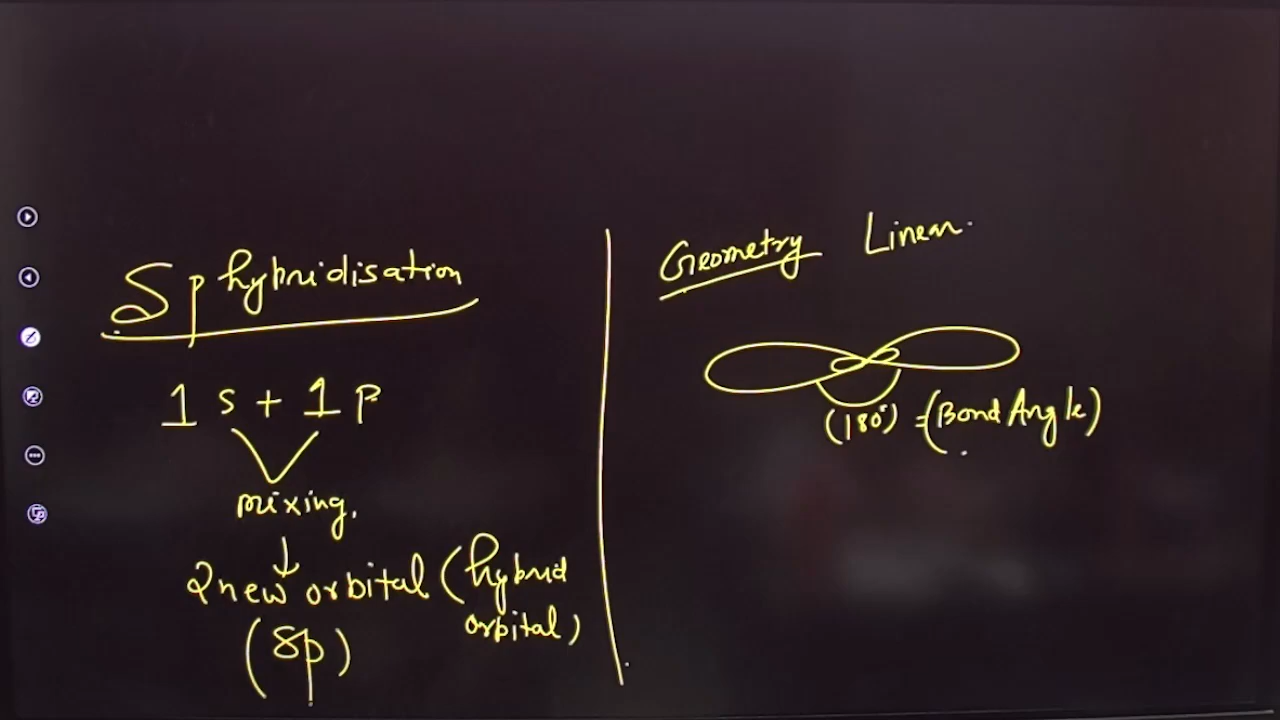 Sp hybridisation
1 s + 1 p
mixing.
2 new orbital (hybrid
orbital)
(Sp)
Geometry Linear.
(180°) = (Bond Angle)